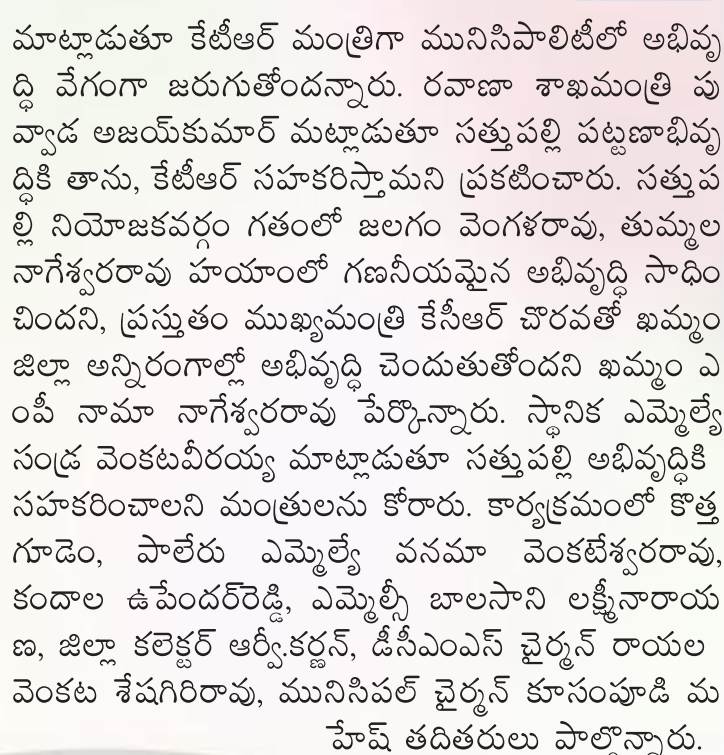 మాట్లాడుతూ కేటీఆర్ మంత్రిగా మునిసిపాలిటీలో అభివృ
ద్ధి వేగంగా జరుగుతోందన్నారు. రవాణా శాఖమంత్రి పు
వ్వాడ అజయ్‌కుమార్ మట్లాడుతూ సత్తుపల్లి పట్టణాభివృ
ద్ధికి తాను, కేటీఆర్ సహకరిస్తామని ప్రకటించారు. సత్తుప
ల్లి నియోజకవర్గం గతంలో జలగం వెంగళరావు, తుమ్మల
నాగేశ్వరరావు హయాంలో గణనీయమైన అభివృద్ధి సాధిం
చిందని, ప్రస్తుతం ముఖ్యమంత్రి కేసీఆర్ చొరవతో ఖమ్మం
జిల్లా అన్నిరంగాల్లో అభివృద్ధి చెందుతుతోందని ఖమ్మం ఎ
ంపీ నామా నాగేశ్వరరావు పేర్కొన్నారు. స్థానిక ఎమ్మెల్యే
సండ్ర వెంకటవీరయ్య మాట్లాడుతూ సత్తుపల్లి అభివృద్ధికి
సహకరించాలని మంత్రులను కోరారు. కార్యక్రమంలో కొత్త
గూడెం, పాలేరు ఎమ్మెల్యే వనమా వెంకటేశ్వరరావు,
కందాల ఉపేందర్‌రెడ్డి, ఎమ్మెల్సీ బాలసాని లక్ష్మీనారాయ
ణ, జిల్లా కలెక్టర్ ఆర్వీ.కర్ణన్, డీసీఎంఎస్ చైర్మన్ రాయల
వెంకట శేషగిరిరావు, మునిసిపల్ చైర్మన్ కూసంపూడి మ
హేష్ తదితరులు పాల్గొన్నారు.